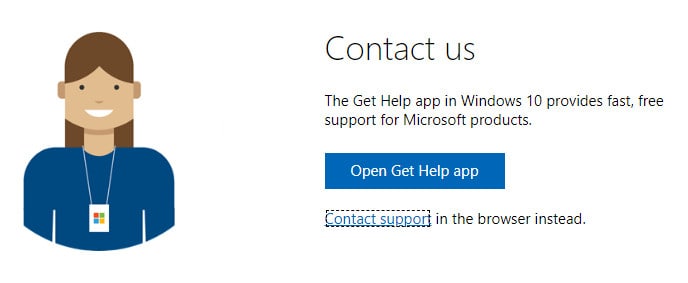 Contact us
The Get Help app in Windows 10 provides fast, free
support for Microsoft products.
Open Get Help app
Contact support in the browser instead.